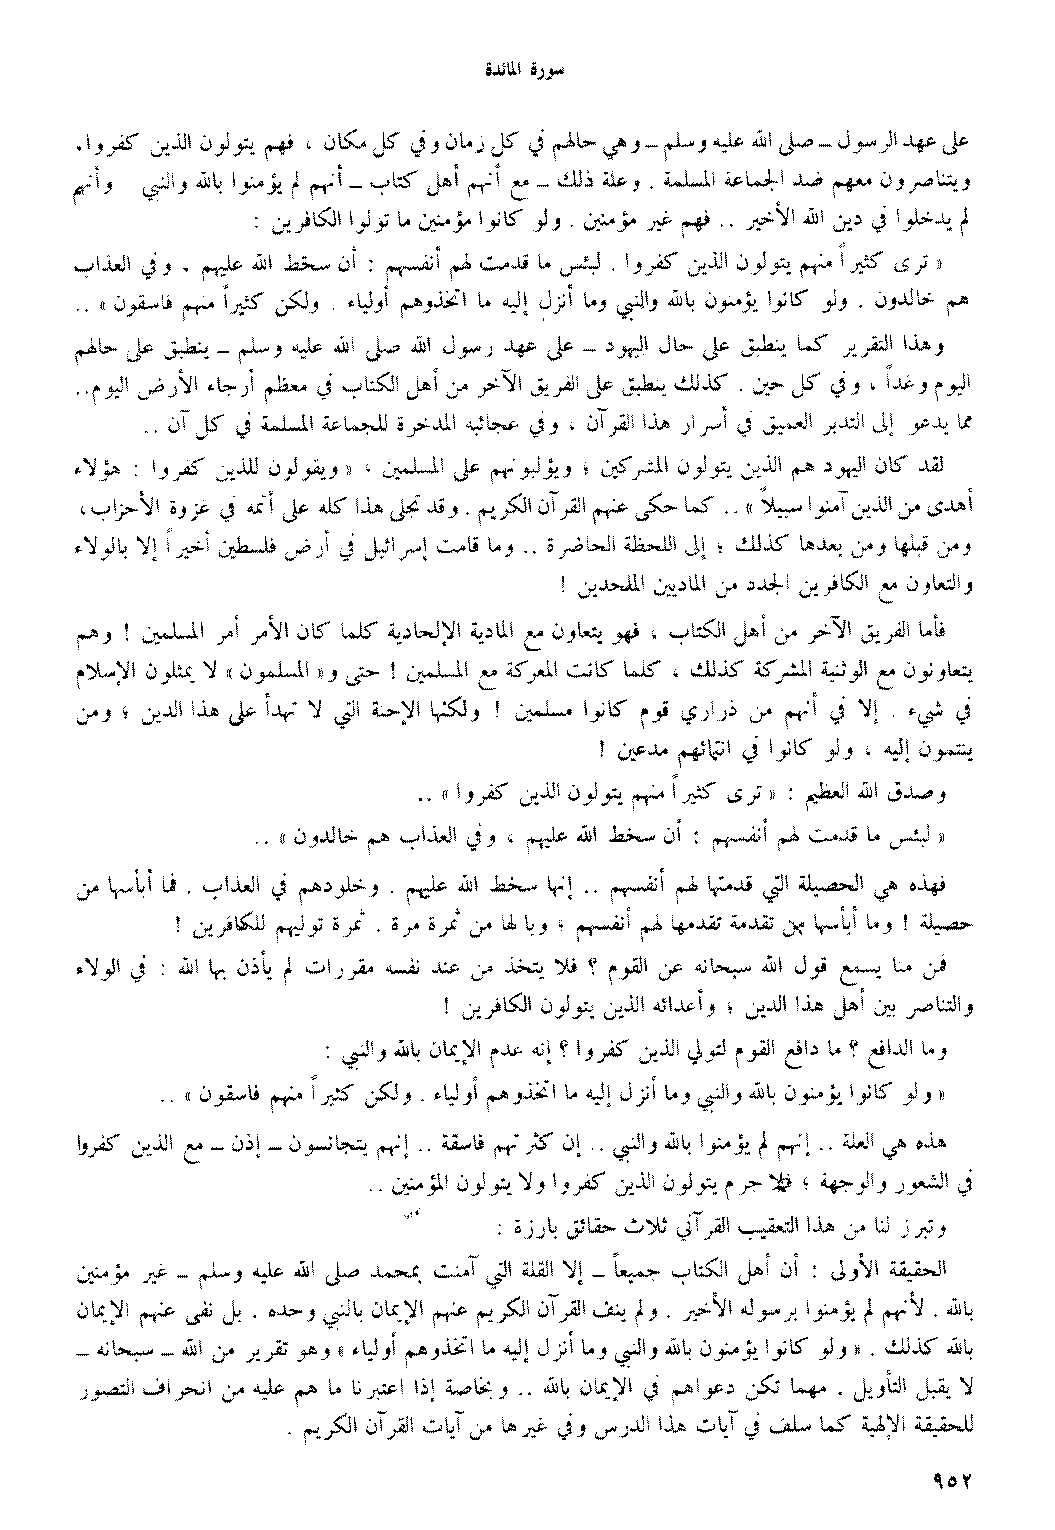 سورة المائدة
على عهد الرسول – صلى الله عليه وسلم – وهي حالهم في كل زمان وفي كل مكان ، فهم يتولون الذين كفروا .
ويتناصرون معهم ضد الجماعة المسلمة . وعلة ذلك – مع أنهم أهل كتاب – أنهم لم يؤمنوا بالله والنبي وأنهم
لم يدخلوا في دين الله الأخير .. فهم غير مؤمنين . ولو كانوا مؤمنين ما تولوا الكافرين :
« ترى كثيراً منهم يتولون الذين كفروا . لبئس ما قدمت لهم أنفسهم : أن سخط الله عليهم . وفي العذاب
هم خالدون . ولو كانوا يؤمنون بالله والنبي وما أنزل إليه ما اتخذوهم أولياء . ولكن كثيراً منهم فاسقون » ..
وهذا التقرير كما ينطبق على حال اليهود – على عهد رسول الله صلى الله عليه وسلم – ينطبق على حالهم
اليوم وغداً ، وفي كل حين . كذلك ينطبق على الفريق الآخر من أهل الكتاب في معظم أرجاء الأرض اليوم..
مما يدعو إلى التدبر العميق في أسرار هذا القرآن ، وفي عجائبه المدخرة للجماعة المسلمة في كل آن ..
لقد كان اليهود هم الذين يتولون المشركين ؛ ويؤلبونهم على المسلمين ، « ويقولون للذين كفروا : هؤلاء
أهدى من الذين آمنوا سبيلاً » .. كما حكى عنهم القرآن الكريم . وقد تجلى هذا كله على أتمه في غزوة الأحزاب،
ومن قبلها ومن بعدها كذلك ؛ إلى اللحظة الحاضرة .. وما قامت إسرائيل في أرض فلسطين أخيراً إلا بالولاء
والتعاون مع الكافرين الجدد من الماديين الملحدين !
فأما الفريق الآخر من أهل الكتاب ، فهو يتعاون مع المادية الإلحادية كلما كان الأمر أمر المسلمين ! وهم
يتعاونون مع الوثنية المشركة كذلك ، كلما كانت المعركة مع المسلمين ! حتى و« المسلمون » لا يمثلون الإسلام
في شيء . إلا في أنهم من ذراري قوم كانوا مسلمين ! ولكنها الإحنة التي لا تهدأ على هذا الدين ؛ ومن
ينتمون إليه ، ولو كانوا في انتمائهم مدعين !
وصدق الله العظيم : « ترى كثيراً منهم يتولون الذين كفروا » ..
« لبئس ما قدمت لهم أنفسهم : أن سخط الله عليهم ، وفي العذاب هم خالدون » ..
فهذه هي الحصيلة التي قدمتها لهم أنفسهم .. إنها سخط الله عليهم . وخلودهم في العذاب . فما أبأسها من
حصيلة ! وما أبأسها من تقدمة تقدمها لهم أنفسهم ؛ ويا لها من ثمرة مرة . ثمرة توليهم للكافرين !
فمن منا يسمع قول الله سبحانه عن القوم ؟ فلا يتخذ من عند نفسه مقررات لم يأذن بها الله : في الولاء
والتناصر بين أهل هذا الدين ؛ وأعدائه الذين يتولون الكافرين !
وما الدافع ؟ ما دافع القوم لتولي الذين كفروا ؟ إنه عدم الإيمان بالله والنبي :
« ولو كانوا يؤمنون بالله والنبي وما أنزل إليه ما اتخذوهم أولياء . ولكن كثيراً منهم فاسقون » ..
هذه هي العلة .. إنهم لم يؤمنوا بالله والنبي .. إن كثرتهم فاسقة .. إنهم يتجانسون – إذن – مع الذين كفروا
في الشعور والوجهة ؛ فلا جرم يتولون الذين كفروا ولا يتولون المؤمنين ..
وتبرز لنا من هذا التعقيب القرآني ثلاث حقائق بارزة :
الحقيقة الأولى : أن أهل الكتاب جميعاً – إلا القلة التي آمنت بمحمد صلى الله عليه وسلم – غير مؤمنين
بالله . لأنهم لم يؤمنوا برسوله الأخير . ولم ينف القرآن الكريم عنهم الإيمان بالنبي وحده . بل نفى عنهم الإيمان
بالله كذلك . « ولو كانوا يؤمنون بالله والنبي وما أنزل إليه ما اتخذوهم أولياء » وهو تقرير من الله – سبحانه –
لا يقبل التأويل . مهما تكن دعواهم في الإيمان بالله .. وبخاصة إذا اعتبرنا ما هم عليه من انحراف التصور
للحقيقة الإلهية كما سلف في آيات هذا الدرس وفي غيرها من آيات القرآن الكريم .
٩٥٢